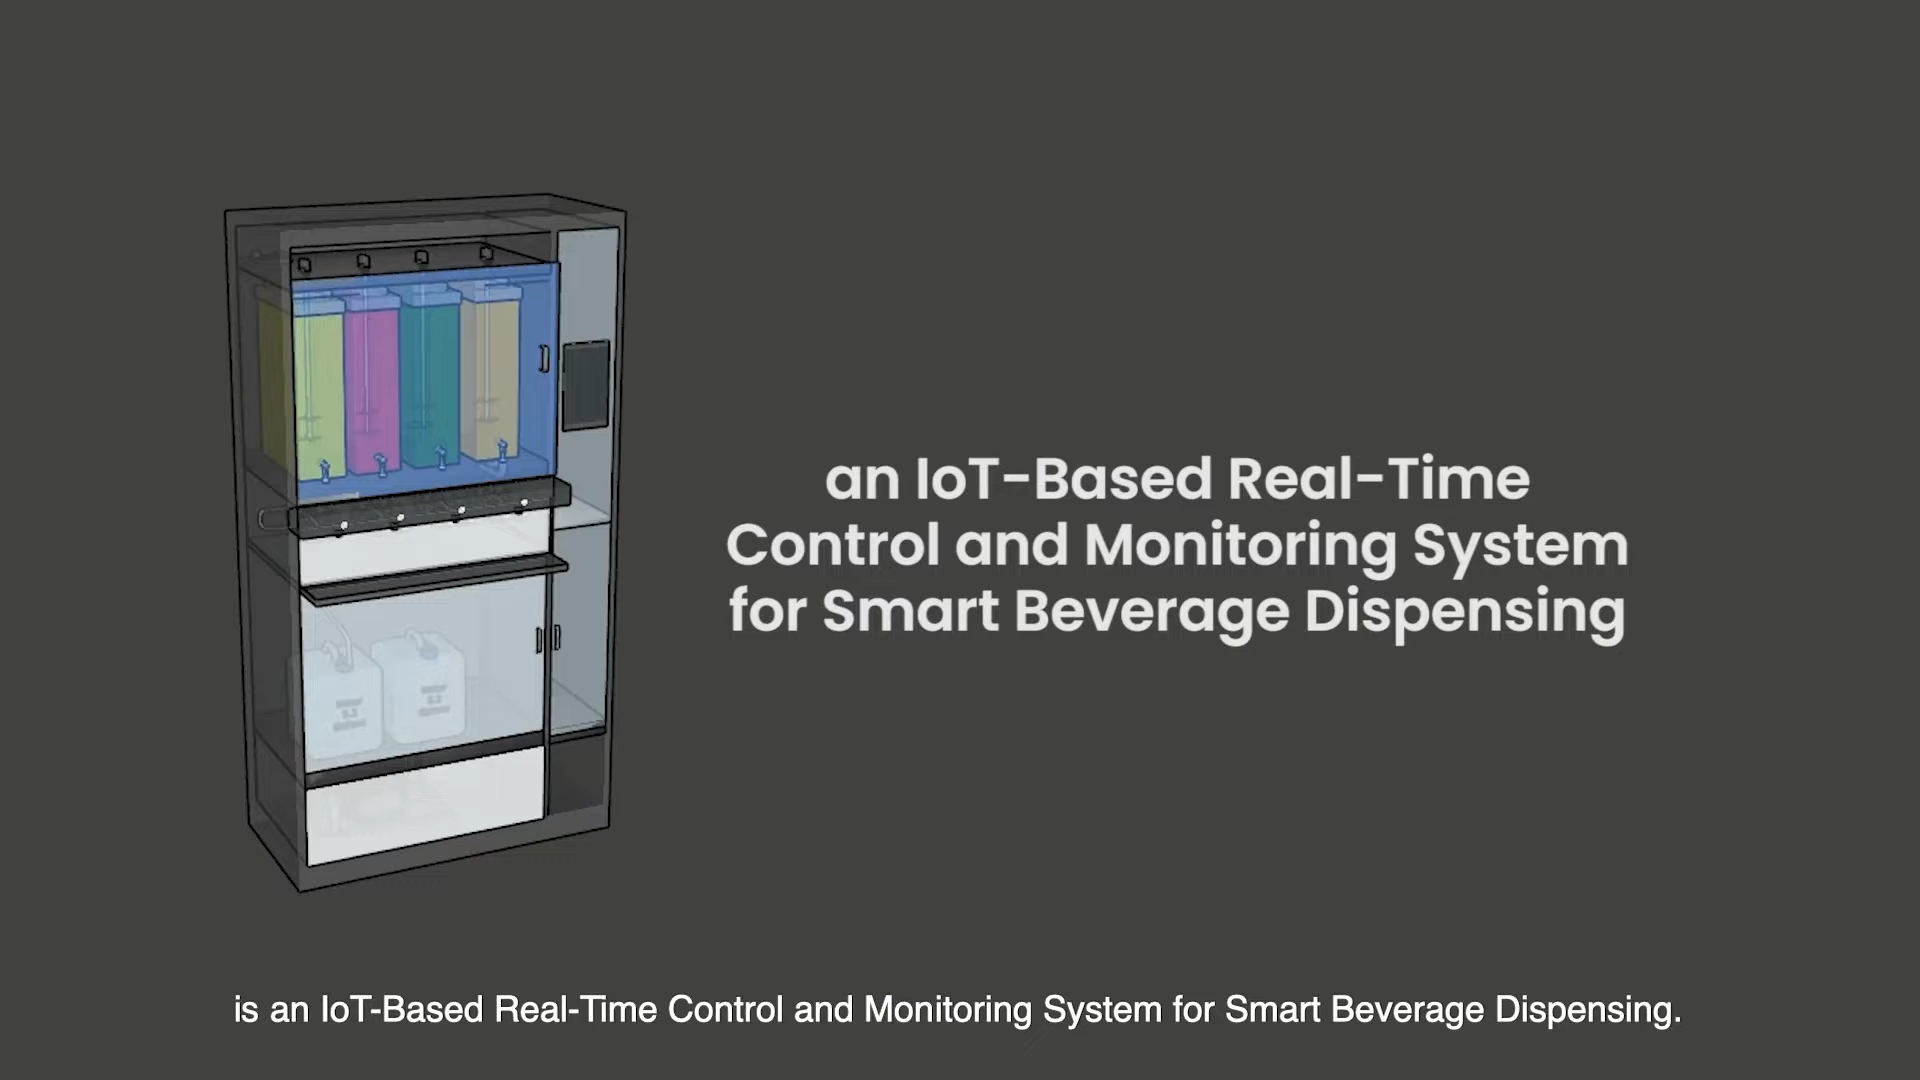 an IoT-Based Real-Time
Control and Monitoring System
for Smart Beverage Dispensing
is an IoT-Based Real-Time Control and Monitoring System for Smart Beverage Dispensing.